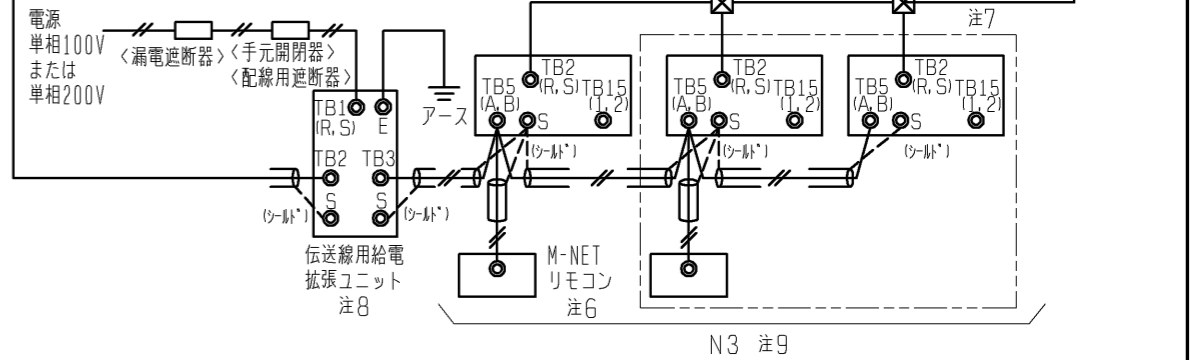 電源
単相100V
または
単相200V
〈漏電遮断器〉
〈手元開閉器〉
〈配線用遮断器〉
アース
TB1
(R,S)
E
TB2
TB3
S
S
(シールド)
(シールド)
伝送線用給電
拡張ユニット
注8
TB2
(R,S)
TB5
(A,B)
TB15
(1,2)
S
(シールド)
M-NET
リモコン
注6
注7
TB2
(R,S)
TB5
(A,B)
TB15
(1,2)
S
(シールド)
TB2
(R,S)
TB5
(A,B)
TB15
(1,2)
S
(シールド)
N3 注9